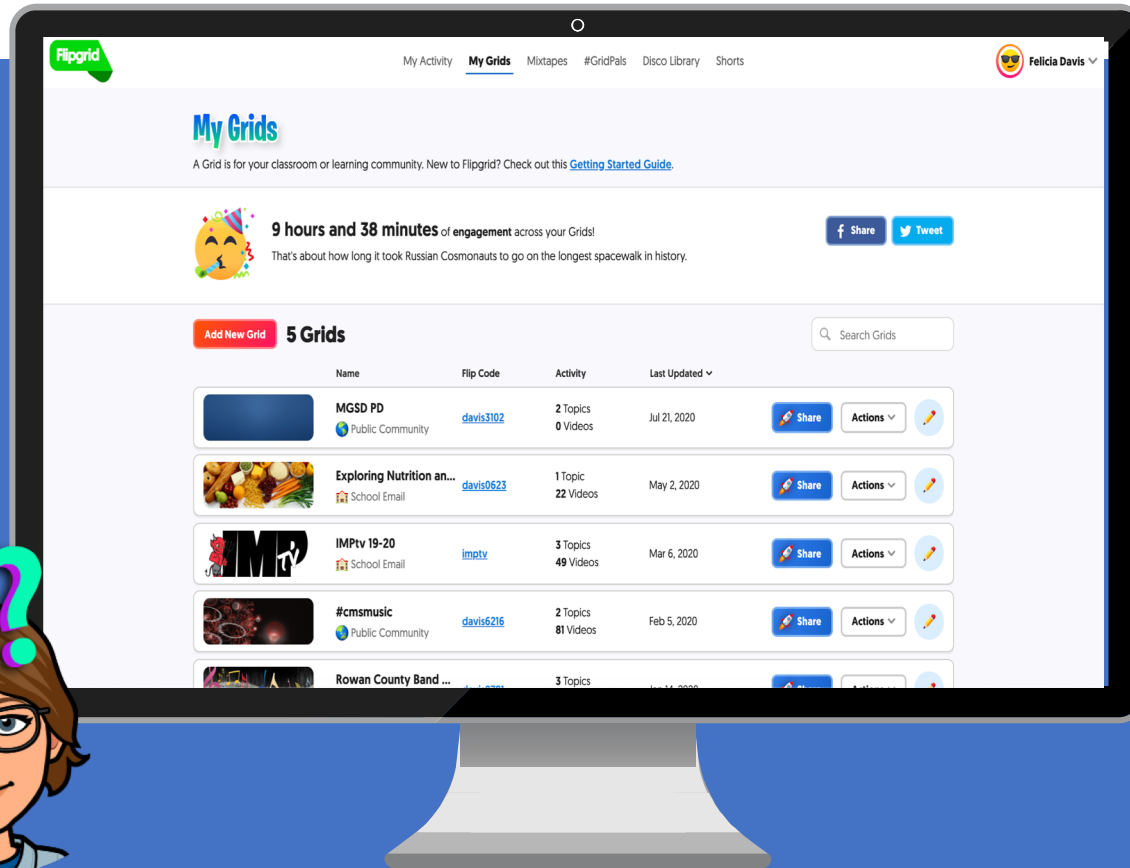 Flipgrid
My Activity My Grids Mixtapes #GridPals Disco Library Shorts
Felicia Davis
My Grids
A Grid is for your classroom or learning community. New to Flipgrid? Check out this Getting Started Guide.
9 hours and 38 minutes of engagement across your Grids!
That's about how long it took Russian Cosmonauts to go on the longest spacewalk in history.
Share Tweet
Add New Grid 5 Grids Search Grids
Name Flip Code Activity Last Updated
MGSD PD
Public Community
davis3102
2 Topics
0 Videos
Jul 21, 2020
Share Actions
Exploring Nutrition an...
School Email
davis0623
1 Topic
22 Videos
May 2, 2020
Share Actions
IMPtv
IMPtv 19-20
School Email
imptv
3 Topics
49 Videos
Mar 6, 2020
Share Actions
#cmsmusic
Public Community
davis6216
2 Topics
81 Videos
Feb 5, 2020
Share Actions
Rowan County Band ...
3 Topics
?